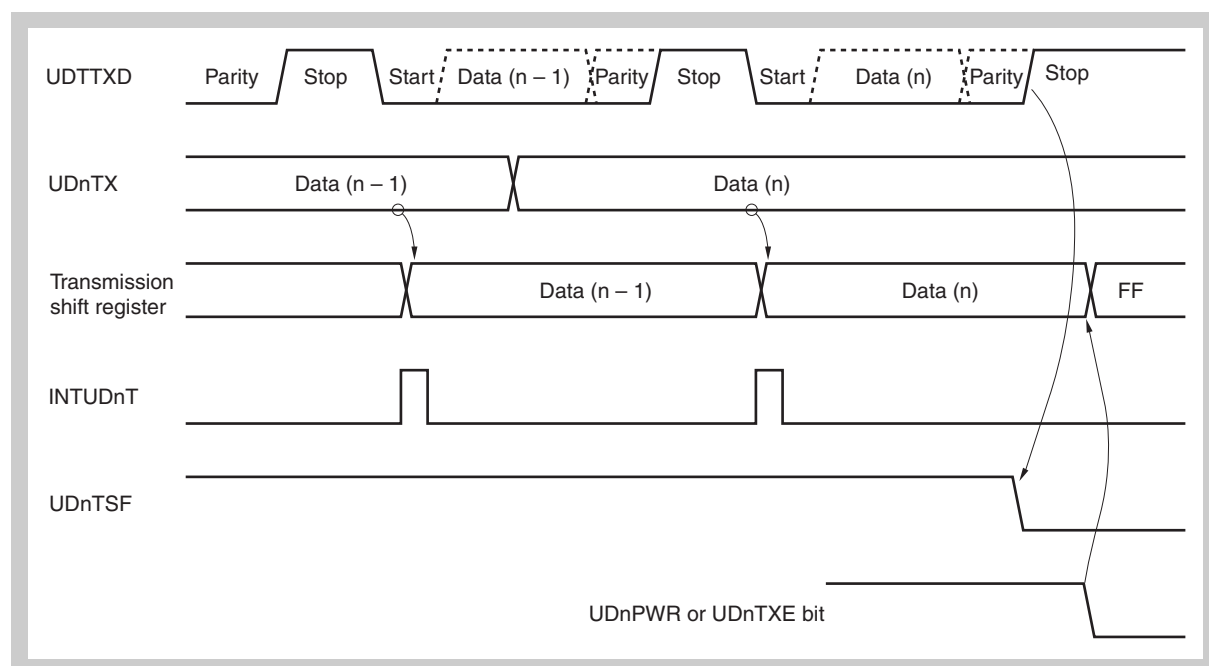 UDTTXD Parity Stop Start Data (n – 1) Parity Stop Start Data (n) Parity Stop
UDnTX Data (n – 1) Data (n)
Transmission
shift register Data (n – 1) Data (n) FF
INTUDnT
UDnTSF
UDnPWR or UDnTXE bit